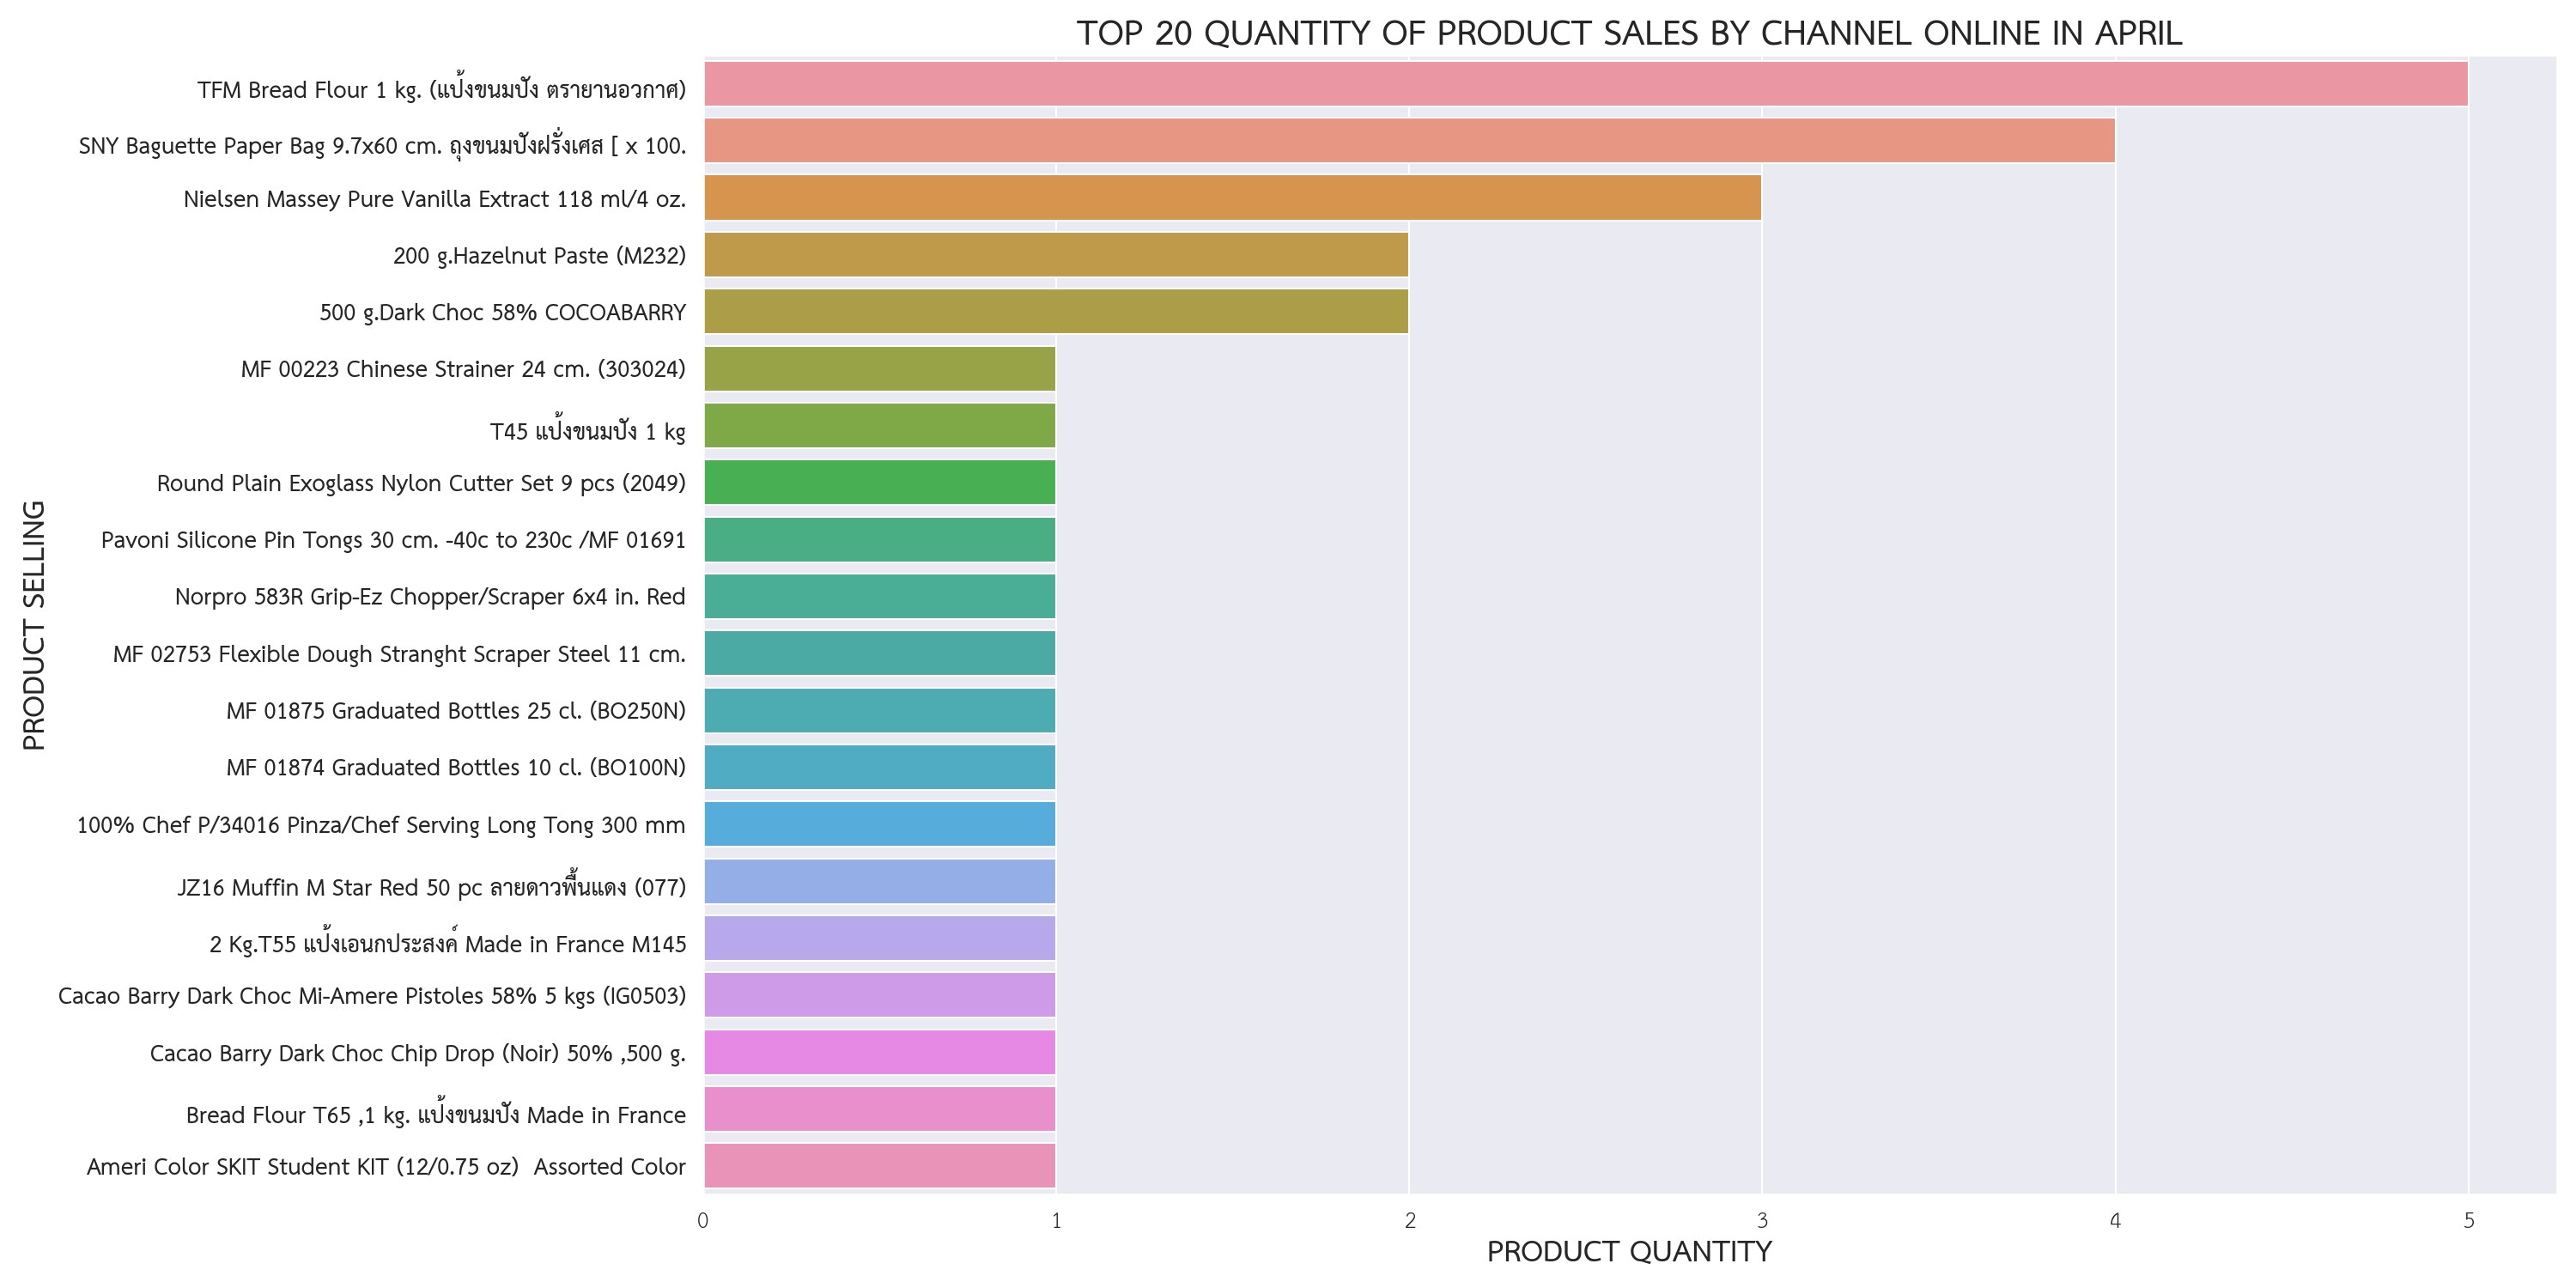 TOP 20 QUANTITY OF PRODUCT SALES BY CHANNEL ONLINE IN APRIL
PRODUCT SELLING
TFM Bread Flour 1 kg. (แป้งขนมปัง ตรายานอวกาศ)
SNY Baguette Paper Bag 9.7x60 cm. ถุงขนมปังฝรั่งเศส [ x 100.
Nielsen Massey Pure Vanilla Extract 118 ml/4 oz.
200 g.Hazelnut Paste (M232)
500 g.Dark Choc 58% COCOABARRY
MF 00223 Chinese Strainer 24 cm. (303024)
T45 แป้งขนมปัง 1 kg
Round Plain Exoglass Nylon Cutter Set 9 pcs (2049)
Pavoni Silicone Pin Tongs 30 cm. -40c to 230c /MF 01691
Norpro 583R Grip-Ez Chopper/Scraper 6x4 in. Red
MF 02753 Flexible Dough Stranght Scraper Steel 11 cm.
MF 01875 Graduated Bottles 25 cl. (BO250N)
MF 01874 Graduated Bottles 10 cl. (BO100N)
100% Chef P/34016 Pinza/Chef Serving Long Tong 300 mm
JZ16 Muffin M Star Red 50 pc ลายดาวพื้นแดง (077)
2 Kg.T55 แป้งเอนกประสงค์ Made in France M145
Cacao Barry Dark Choc Mi-Amere Pistoles 58% 5 kgs (IG0503)
Cacao Barry Dark Choc Chip Drop (Noir) 50% ,500 g.
Bread Flour T65 ,1 kg. แป้งขนมปัง Made in France
Ameri Color SKIT Student KIT (12/0.75 oz)  Assorted Color
0 1 2 3 4 5
PRODUCT QUANTITY